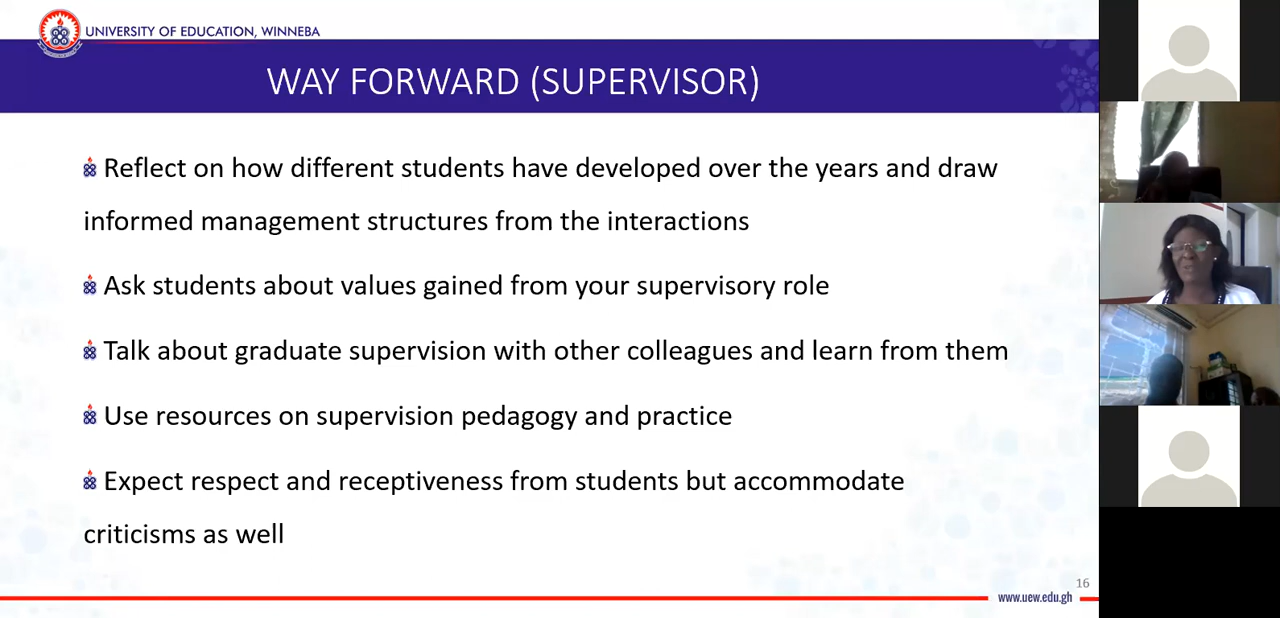 UNIVERSITY OF EDUCATION, WINNEBA
WAY FORWARD (SUPERVISOR)
Reflect on how different students have developed over the years and draw
informed management structures from the interactions
Ask students about values gained from your supervisory role
Talk about graduate supervision with other colleagues and learn from them
Use resources on supervision pedagogy and practice
Expect respect and receptiveness from students but accommodate
criticisms as well
16
www.uew.edu.gh